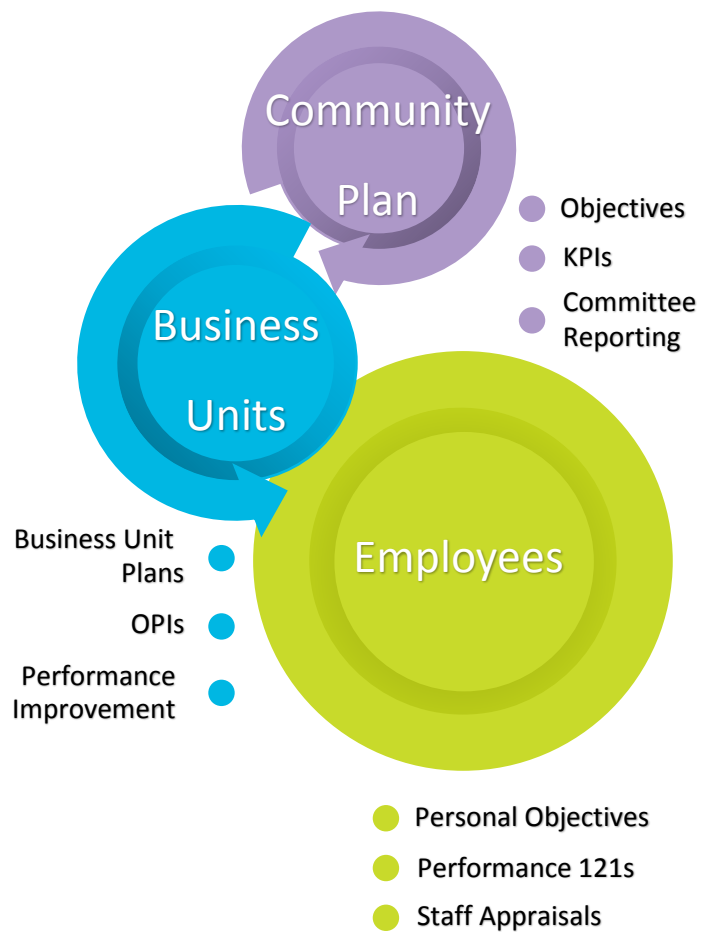 Community
Plan
Objectives
KPIs
Committee
Reporting
Business
Units
Employees
Business Unit
Plans
OPIs
Performance
Improvement
Personal Objectives
Performance 121s
Staff Appraisals